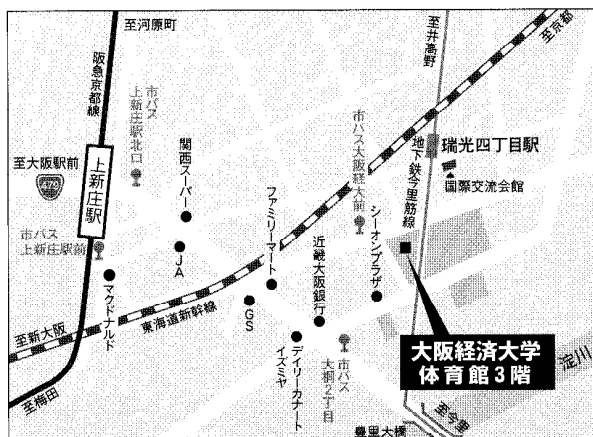 至河原町
阪急京都線
市バス
上新庄駅北口
至大阪駅前
479
上新庄駅
市バス
上新庄駅前
マクドナルド
関西スーパー
JA
ファミリーマート
GS
近畿大阪銀行
デイリーカナート
イズミヤ
市バス
大桐2丁目
市バス大阪経大前
シーオンプラザ
至井高野
至京都
瑞光四丁目駅
国際交流会館
地下鉄今里筋線
東海道新幹線
至新大阪
至梅田
大阪経済大学
体育館3階
淀川
至今里
豊里大橋